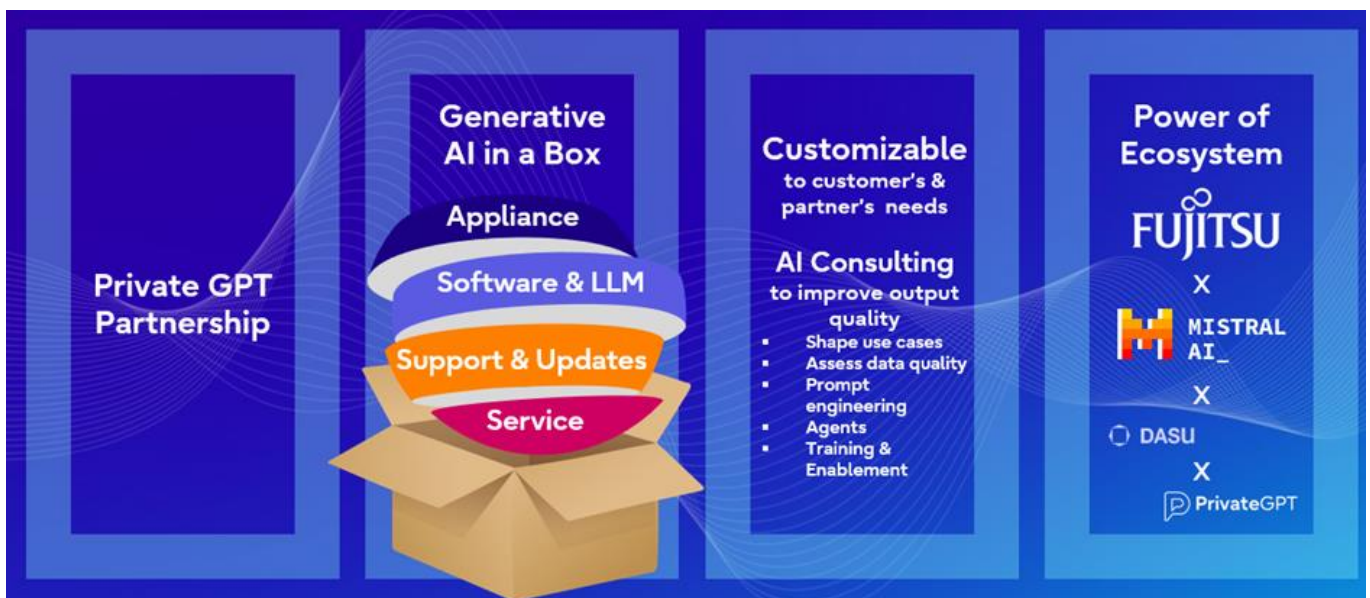 Private GPT
Partnership
Generative
AI in a Box
Appliance
Software & LLM
Support & Updates
Service
Customizable
to customer's &
partner's needs
AI Consulting
to improve output
quality
▪ Shape use cases
▪ Assess data quality
▪ Prompt
engineering
▪ Agents
▪ Training &
Enablement
Power of
Ecosystem
FUJITSU
X
MISTRAL
AI_
X
DASU
X
PrivateGPT